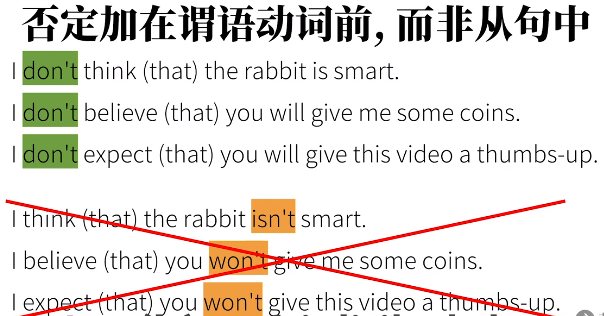 否定加在谓语动词前，而非从句中
I don't think (that) the rabbit is smart.
I don't believe (that) you will give me some coins.
I don't expect (that) you will give this video a thumbs-up.
I think (that) the rabbit isn't smart.
I believe (that) you won't give me some coins.
I expect (that) you won't give this video a thumbs-up.